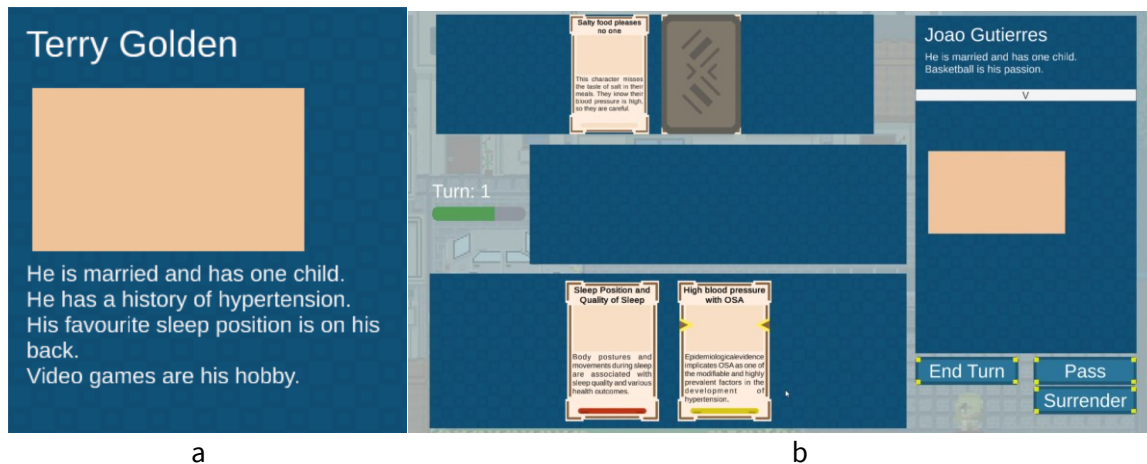 Terry Golden
He is married and has one child.
He has a history of hypertension.
His favourite sleep position is on his
back.
Video games are his hobby.
a
Salty food pleases
no one
This character misses
the taste of salt in their
meals. They know their
blood pressure is high,
so they are careful.
Turn: 1
Sleep Position and
Quality of Sleep
Body postures and
movements during sleep
are associated with
sleep quality and various
health outcomes.
High blood pressure
with OSA
Epidemiologicalevidence
implicates OSA as one of
the modifiable and highly
prevalent factors in the
development of
hypertension.
Joao Gutierres
He is married and has one child.
Basketball is his passion.
V
End Turn
Pass
Surrender
b